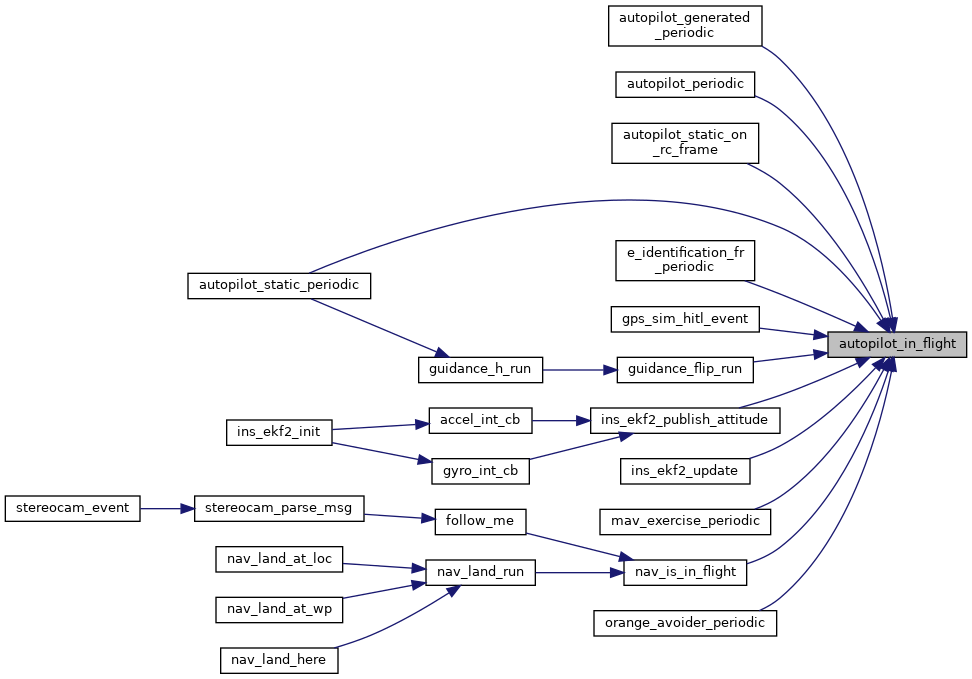 autopilot_generated
_periodic
autopilot_periodic
autopilot_static_on
_rc_frame
e_identification_fr
_periodic
autopilot_static_periodic
gps_sim_hitl_event
autopilot_in_flight
guidance_h_run
guidance_flip_run
ins_ekf2_init
accel_int_cb
ins_ekf2_publish_attitude
gyro_int_cb
ins_ekf2_update
stereocam_event
stereocam_parse_msg
follow_me
mav_exercise_periodic
nav_land_at_loc
nav_land_run
nav_is_in_flight
nav_land_at_wp
orange_avoider_periodic
nav_land_here